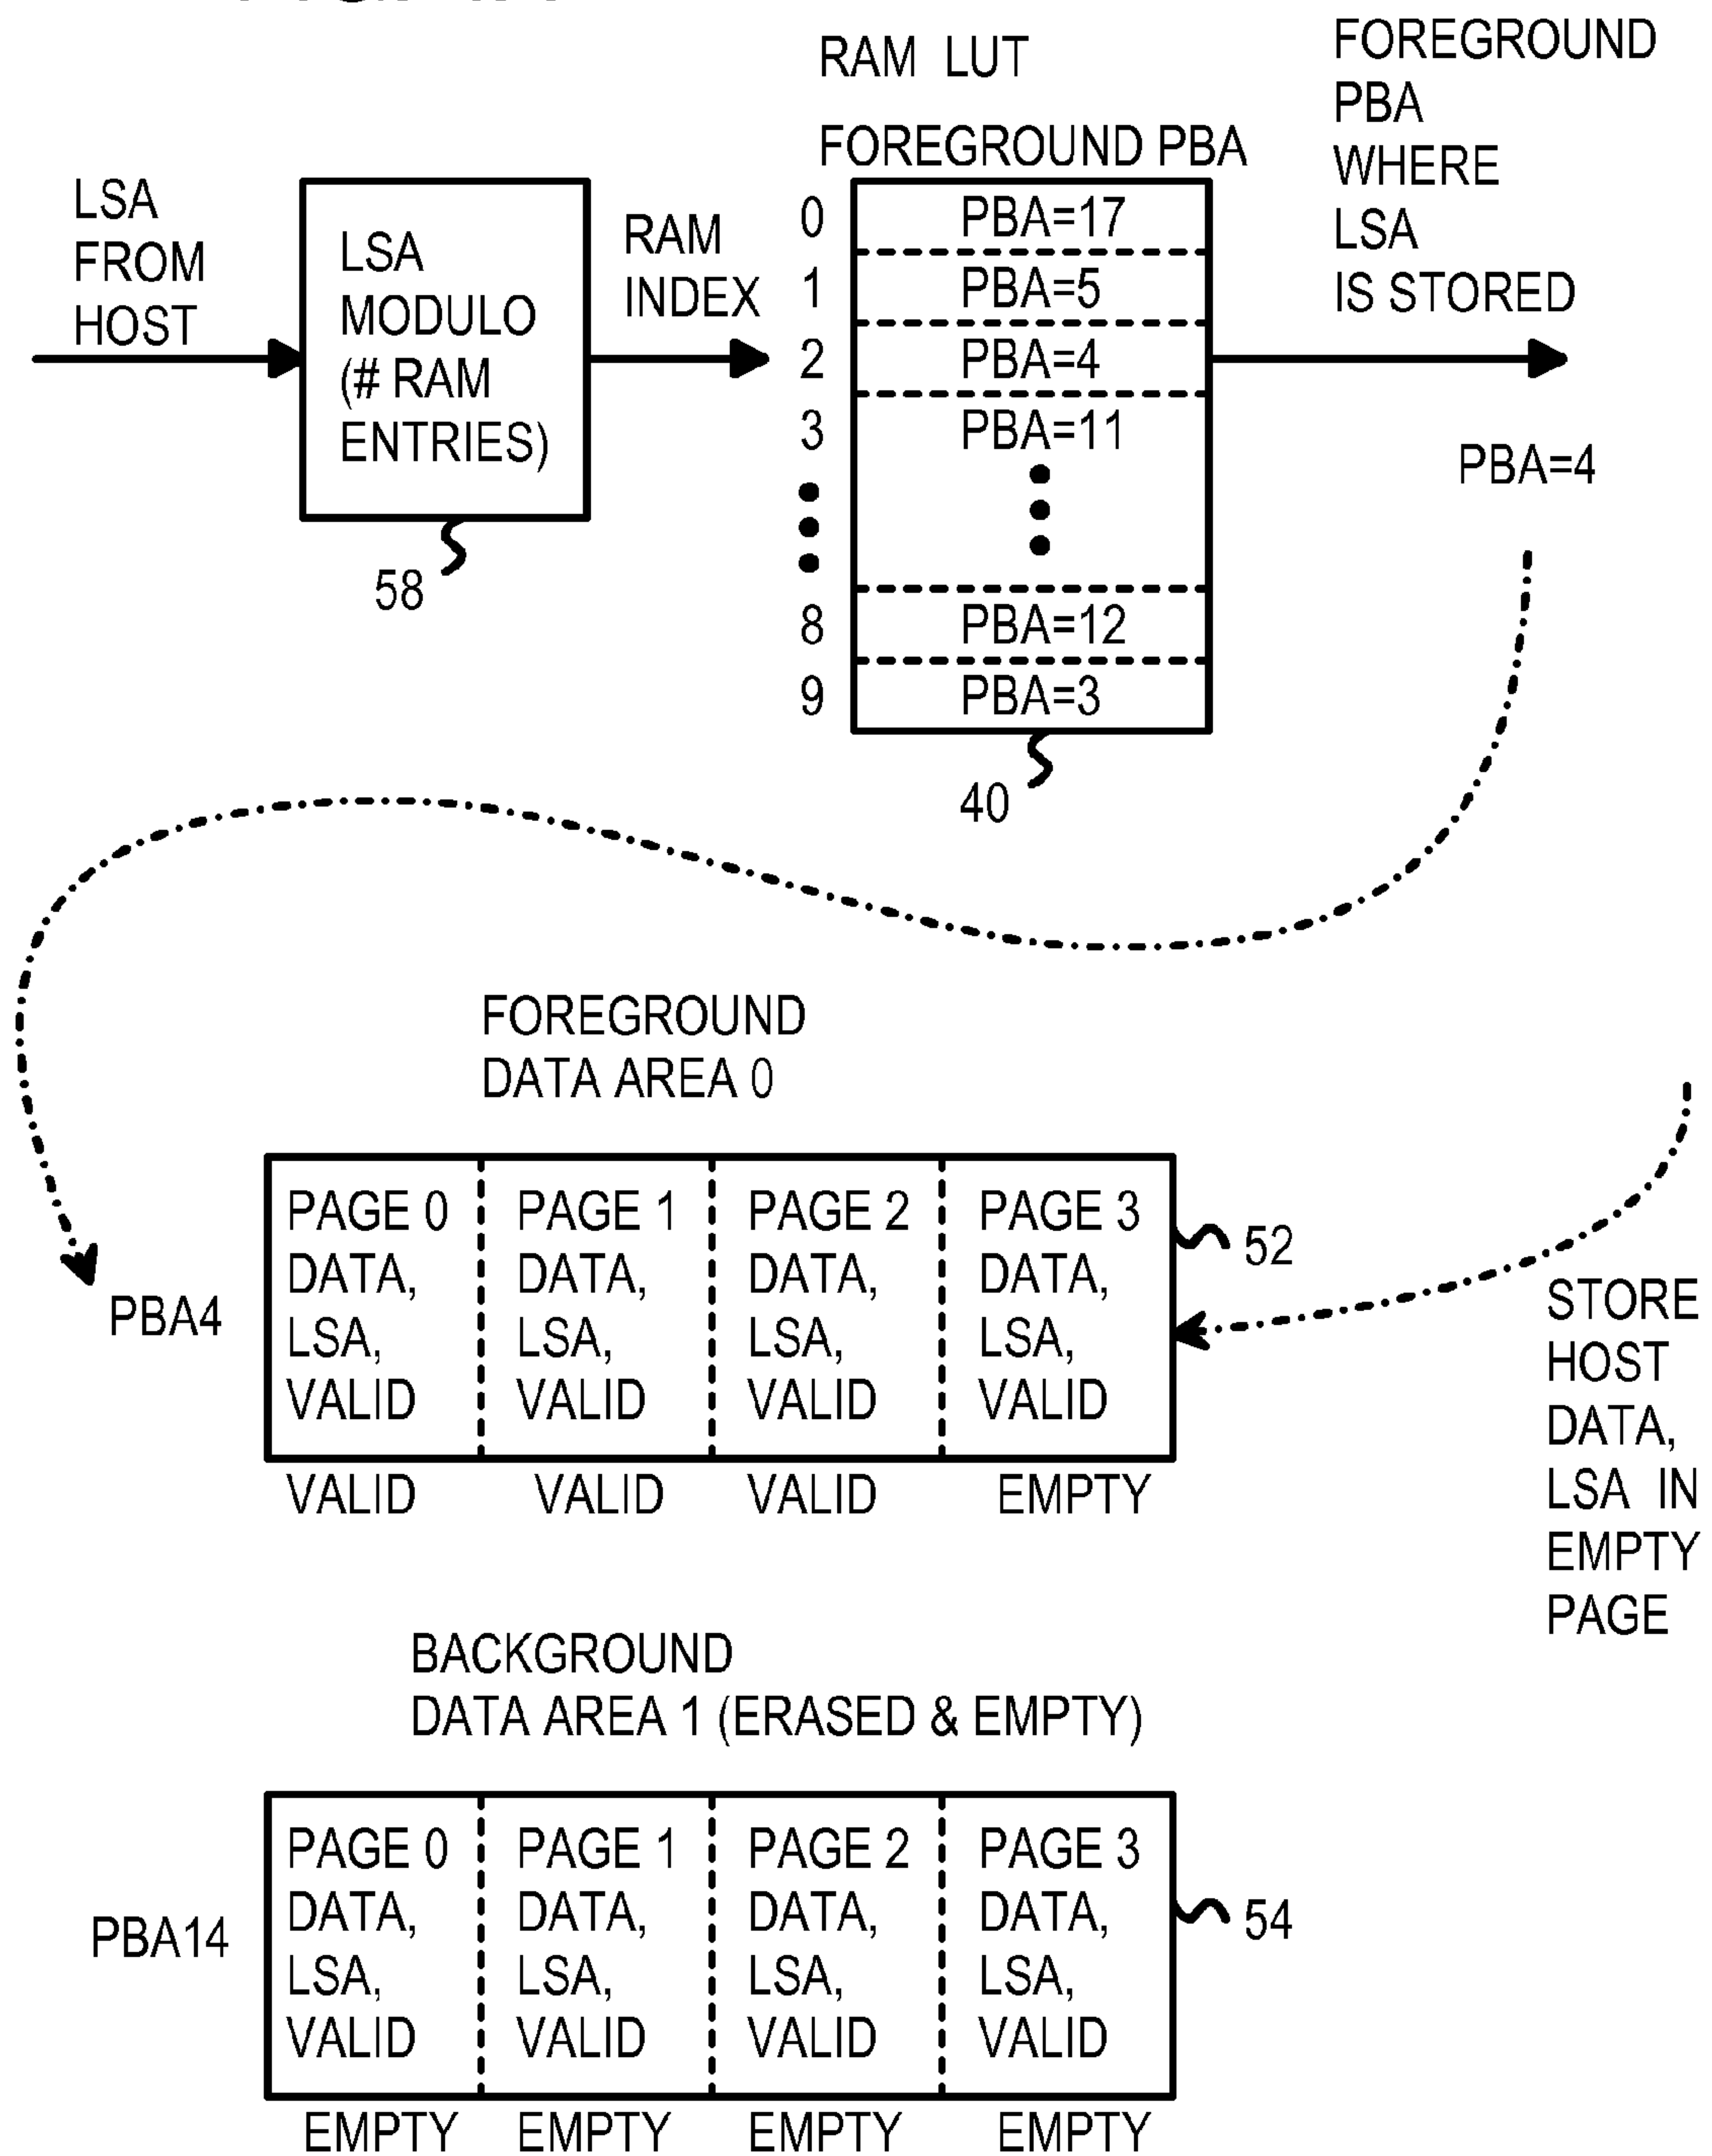 RAM LUT
FOREGROUND PBA
FOREGROUND
PBA
WHERE
LSA
IS STORED
LSA
FROM
HOST
LSA
MODULO
(# RAM
ENTRIES)
58
RAM
INDEX
0 PBA=17
1 PBA=5
2 PBA=4
3 PBA=11
8 PBA=12
9 PBA=3
40
PBA=4
FOREGROUND
DATA AREA 0
PBA4
PAGE 0
DATA,
LSA,
VALID
PAGE 1
DATA,
LSA,
VALID
PAGE 2
DATA,
LSA,
VALID
PAGE 3
DATA,
LSA,
VALID
52
VALID VALID VALID EMPTY
STORE
HOST
DATA,
LSA IN
EMPTY
PAGE
BACKGROUND
DATA AREA 1 (ERASED & EMPTY)
PBA14
PAGE 0
DATA,
LSA,
VALID
PAGE 1
DATA,
LSA,
VALID
PAGE 2
DATA,
LSA,
VALID
PAGE 3
DATA,
LSA,
VALID
54
EMPTY EMPTY EMPTY EMPTY